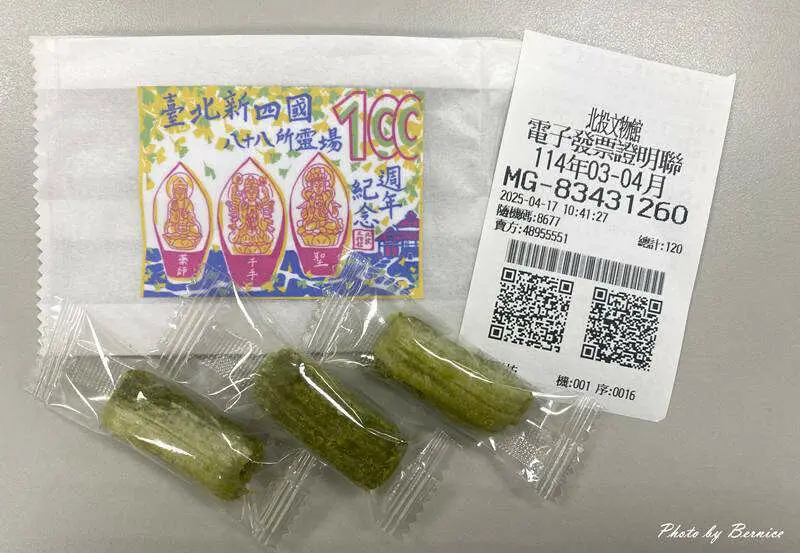 臺北新四國
八十八所靈場
100
週年
紀念
藥師
千手
聖
北投文物館
電子發票證明聯
114年03-04月
MG-83431260
2025-04-17 10:41:27
隨機碼:8677
總計:120
賣方:48955551
機:001 序:0016
Photo by Bernice